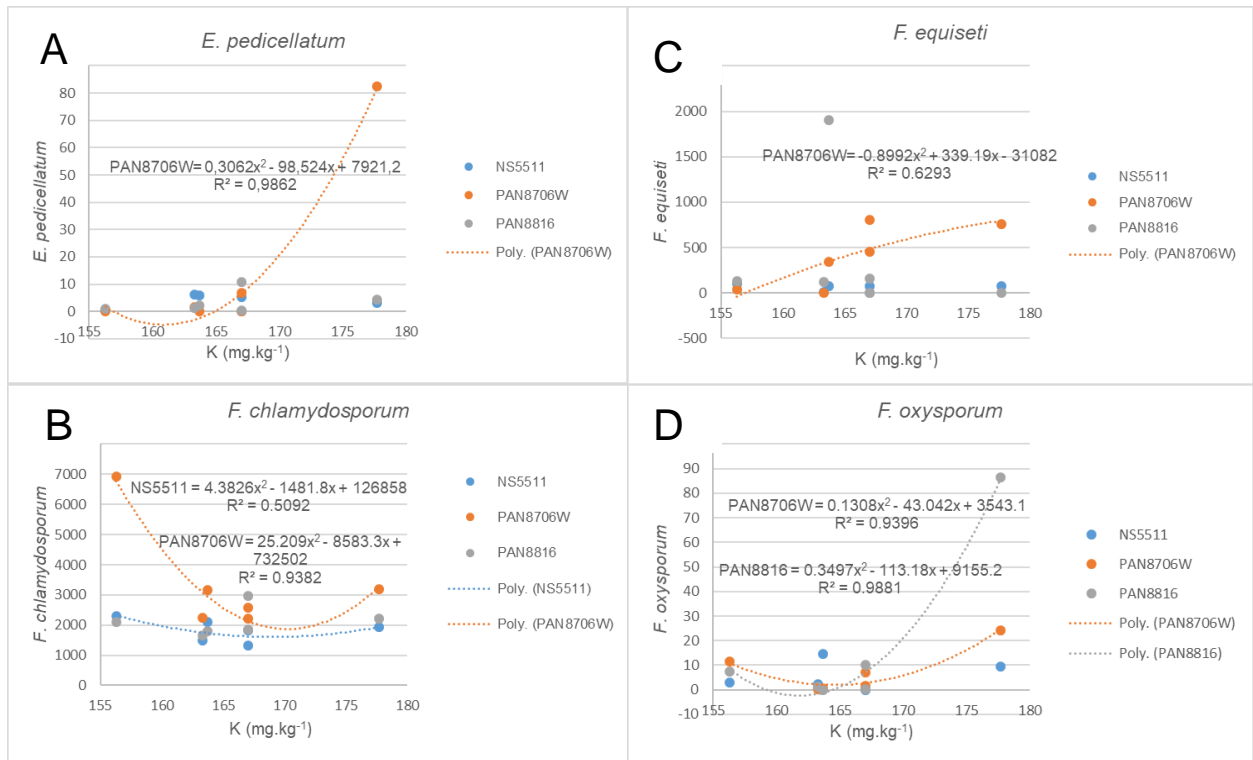 A
E. pedicellatum
E. pedicellatum
80
70
60
50
40
30
20
10
0
-10
155
160
165
170
175
180
K (mg.kg-1)
PAN8706W= 0,3062x² - 98,524x + 7921,2
R² = 0,9862
NS5511
PAN8706W
PAN8816
Poly. (PAN8706W)
C
F. equiseti
F. equiseti
2000
1500
1000
500
0
-500
155
160
165
170
175
180
K (mg.kg-1)
PAN8706W= -0.8992x² + 339.19x - 31082
R² = 0.6293
NS5511
PAN8706W
PAN8816
Poly. (PAN8706W)
B
F. chlamydosporum
F. chlamydosporum
7000
6000
5000
4000
3000
2000
1000
0
155
160
165
170
175
180
K (mg.kg-1)
NS5511 = 4.3826x² - 1481.8x + 126858
R² = 0.5092
PAN8706W= 25.209x² - 8583.3x +
732502
R² = 0.9382
NS5511
PAN8706W
PAN8816
Poly. (NS5511)
Poly. (PAN8706W)
D
F. oxysporum
F. oxysporum
90
80
70
60
50
40
30
20
10
0
-10
155
160
165
170
175
180
K (mg.kg-1)
PAN8706W= 0.1308x² - 43.042x + 3543.1
R² = 0.9396
PAN8816 = 0.3497x² - 113.18x + 9155.2
R² = 0.9881
NS5511
PAN8706W
PAN8816
Poly. (PAN8706W)
Poly. (PAN8816)